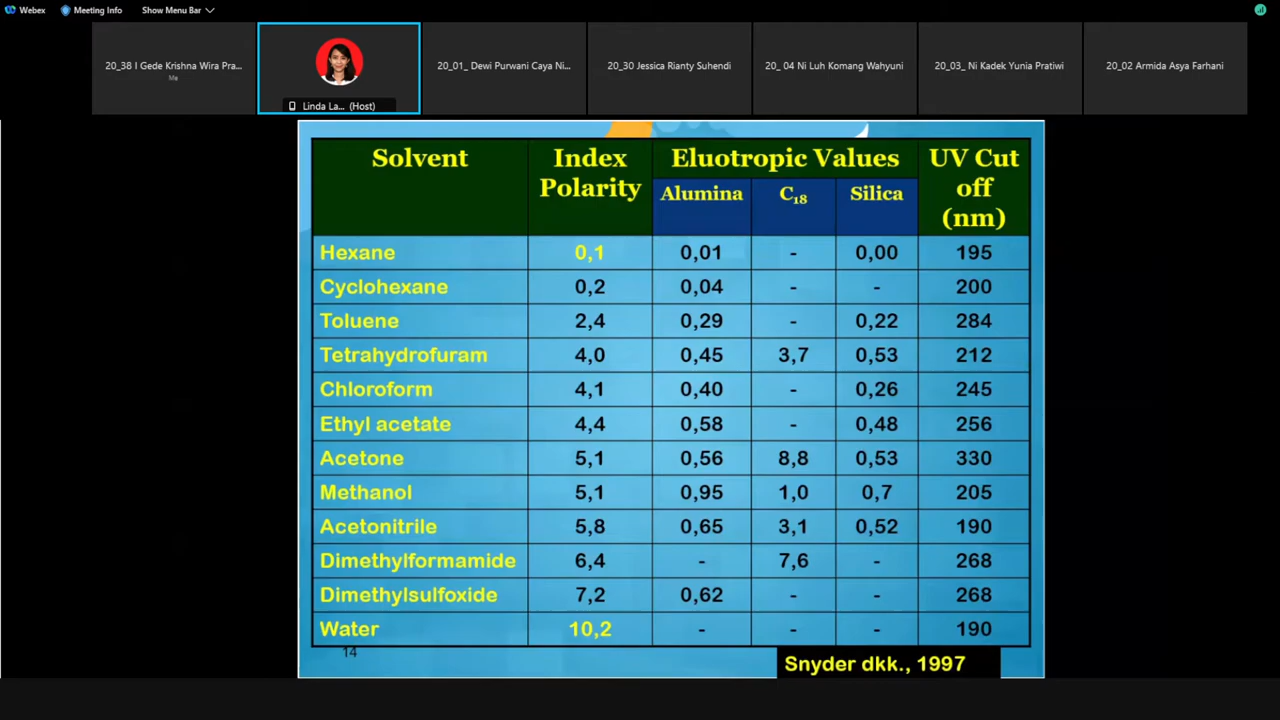 Webex Meeting Info Show Menu Bar
20_38 I Gede Krishna Wira Pra...
Me
Linda La... (Host)
20_01_ Dewi Purwani Caya Ni...
20_30 Jessica Rianty Suhendi
20_ 04 Ni Luh Komang Wahyuni
20_03_ Ni Kadek Yunia Pratiwi
20_02 Armida Asya Farhani
Solvent Index Polarity Eluotropic Values UV Cut off (nm)
Alumina C18 Silica
Hexane 0,1 0,01 - 0,00 195
Cyclohexane 0,2 0,04 - - 200
Toluene 2,4 0,29 - 0,22 284
Tetrahydrofuram 4,0 0,45 3,7 0,53 212
Chloroform 4,1 0,40 - 0,26 245
Ethyl acetate 4,4 0,58 - 0,48 256
Acetone 5,1 0,56 8,8 0,53 330
Methanol 5,1 0,95 1,0 0,7 205
Acetonitrile 5,8 0,65 3,1 0,52 190
Dimethylformamide 6,4 - 7,6 - 268
Dimethylsulfoxide 7,2 0,62 - - 268
Water 10,2 - - - 190
14
Snyder dkk., 1997